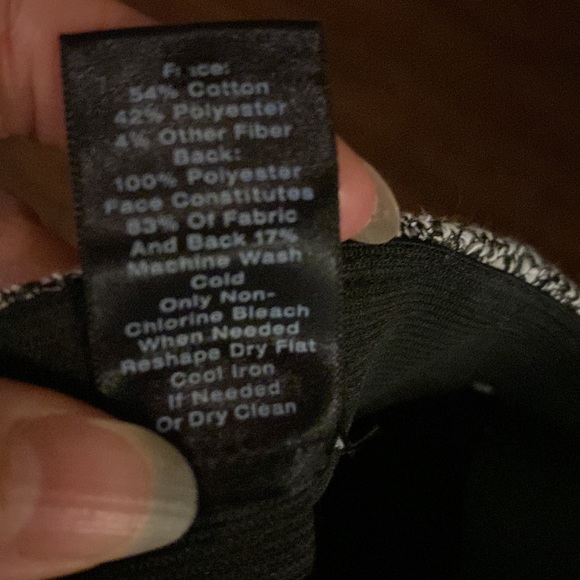 Face:
54% Cotton
42% Polyester
4% Other Fiber
Back:
100% Polyester
Face Constitutes
83% Of Fabric
And Back 17%
Machine Wash
Cold
Only Non-
Chlorine Bleach
When Needed
Reshape Dry Flat
Cool Iron
If Needed
Or Dry Clean